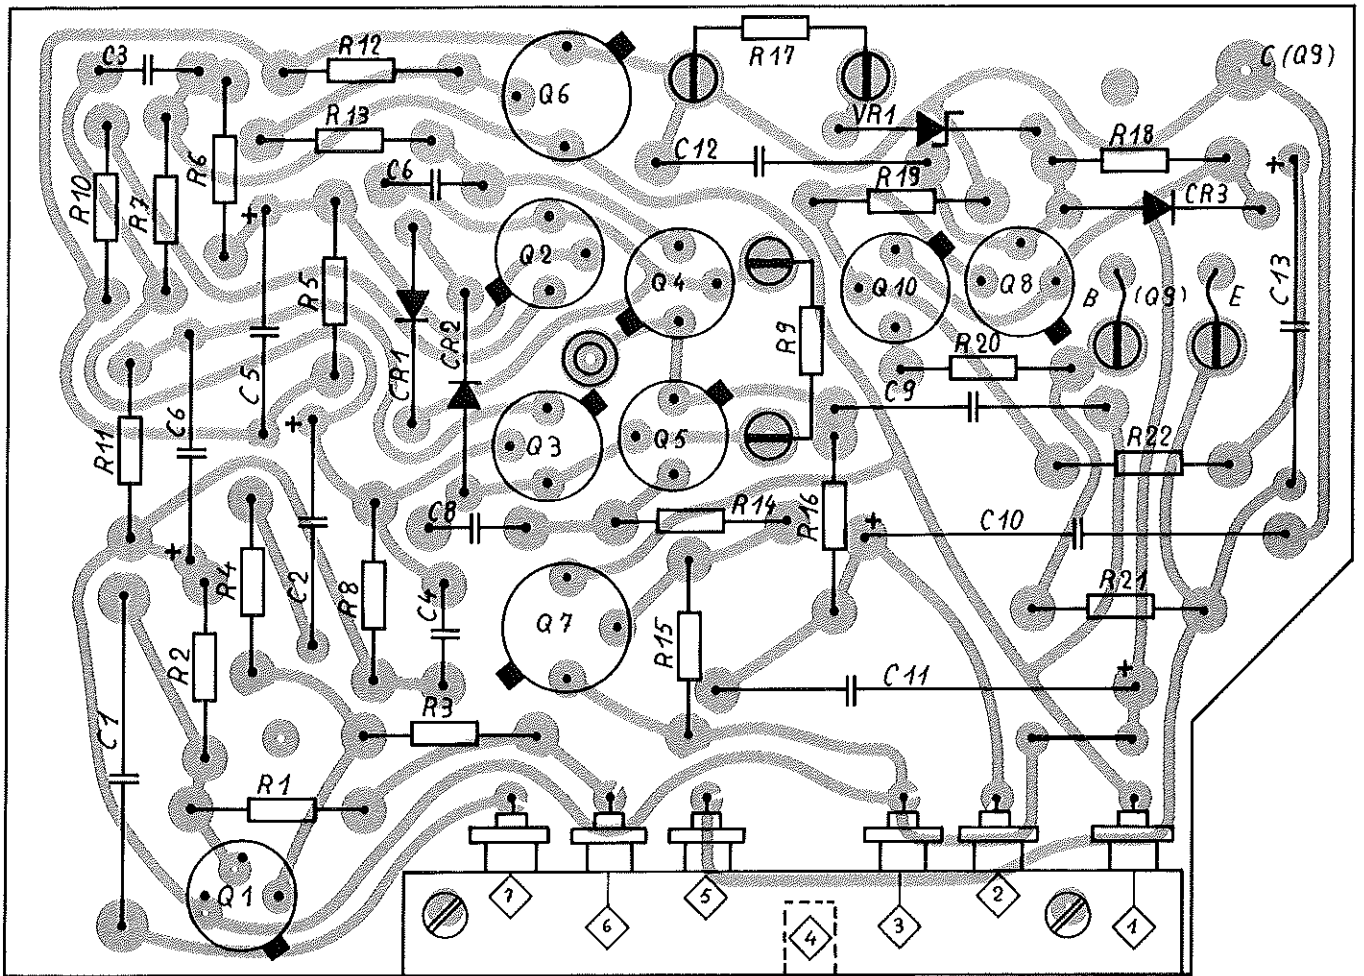 C3
R12
R17
C (Q9)
Q6
VR1
R13
R18
C12
+
R6
C6
R19
CR3
R10
R7
+
Q2
Q4
Q10
Q8
C13
R5
B
(Q9)
E
R9
CR1
CR2
R20
C5
C9
+
C6
R11
Q3
Q5
R22
C8
R14
R16
+
C10
+
R4
C2
R8
C4
R21
Q7
R15
R2
+
C11
C1
R3
R1
Q1
7
6
5
4
3
2
1